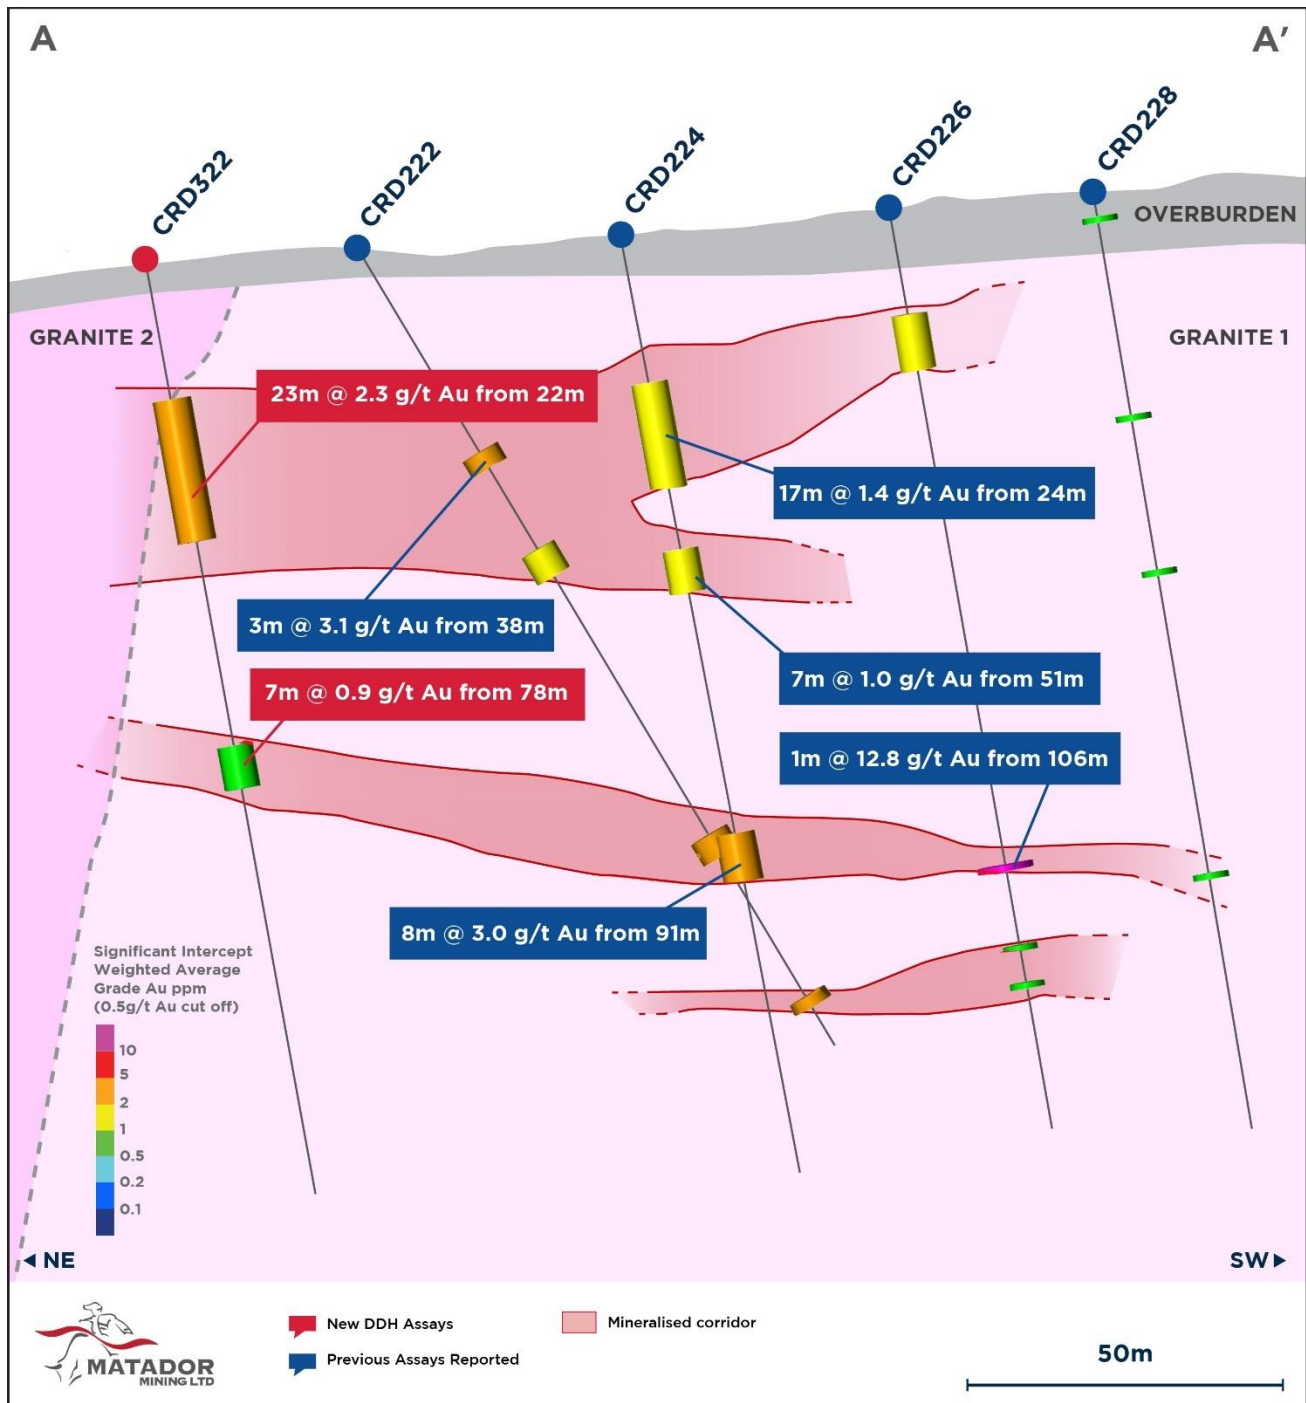 A
A'
CRD322
CRD222
CRD224
CRD226
CRD228
OVERBURDEN
GRANITE 2
GRANITE 1
23m @ 2.3 g/t Au from 22m
17m @ 1.4 g/t Au from 24m
3m @ 3.1 g/t Au from 38m
7m @ 1.0 g/t Au from 51m
7m @ 0.9 g/t Au from 78m
1m @ 12.8 g/t Au from 106m
8m @ 3.0 g/t Au from 91m
Significant Intercept
Weighted Average
Grade Au ppm
(0.5g/t Au cut off)
10
5
2
1
0.5
0.2
0.1
NE
SW
MATADOR
MINING LTD
New DDH Assays
Previous Assays Reported
Mineralised corridor
50m